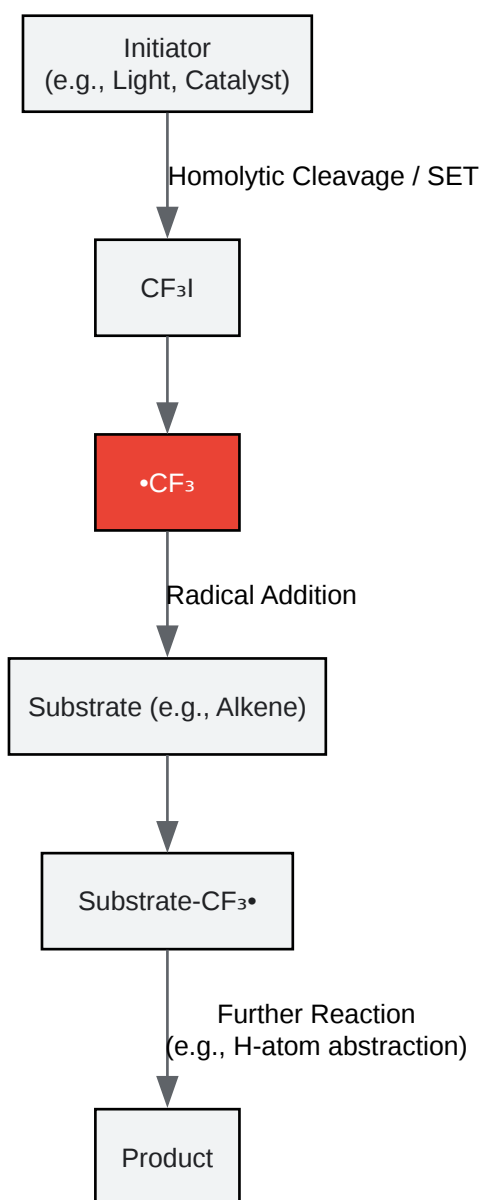 Initiator
(e.g., Light, Catalyst)
Homolytic Cleavage / SET
CF₃I
•CF₃
Radical Addition
Substrate (e.g., Alkene)
Substrate-CF₃•
Further Reaction
(e.g., H-atom abstraction)
Product